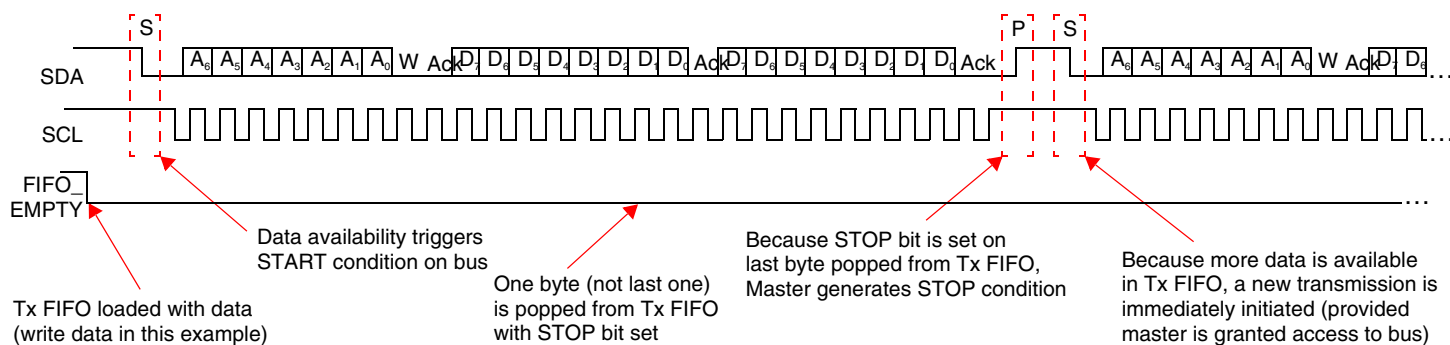 S P S
SDA A6 A5 A4 A3 A2 A1 A0 W Ack D7 D6 D5 D4 D3 D2 D1 D0 Ack D7 D6 D5 D4 D3 D2 D1 D0 Ack A6 A5 A4 A3 A2 A1 A0 W Ack D7 D6 ...
SCL ...
FIFO_
EMPTY ...
Data availability triggers
START condition on bus
Tx FIFO loaded with data
(write data in this example)
One byte (not last one)
is popped from Tx FIFO
with STOP bit set
Because STOP bit is set on
last byte popped from Tx FIFO,
Master generates STOP condition
Because more data is available
in Tx FIFO, a new transmission is
immediately initiated (provided
master is granted access to bus)